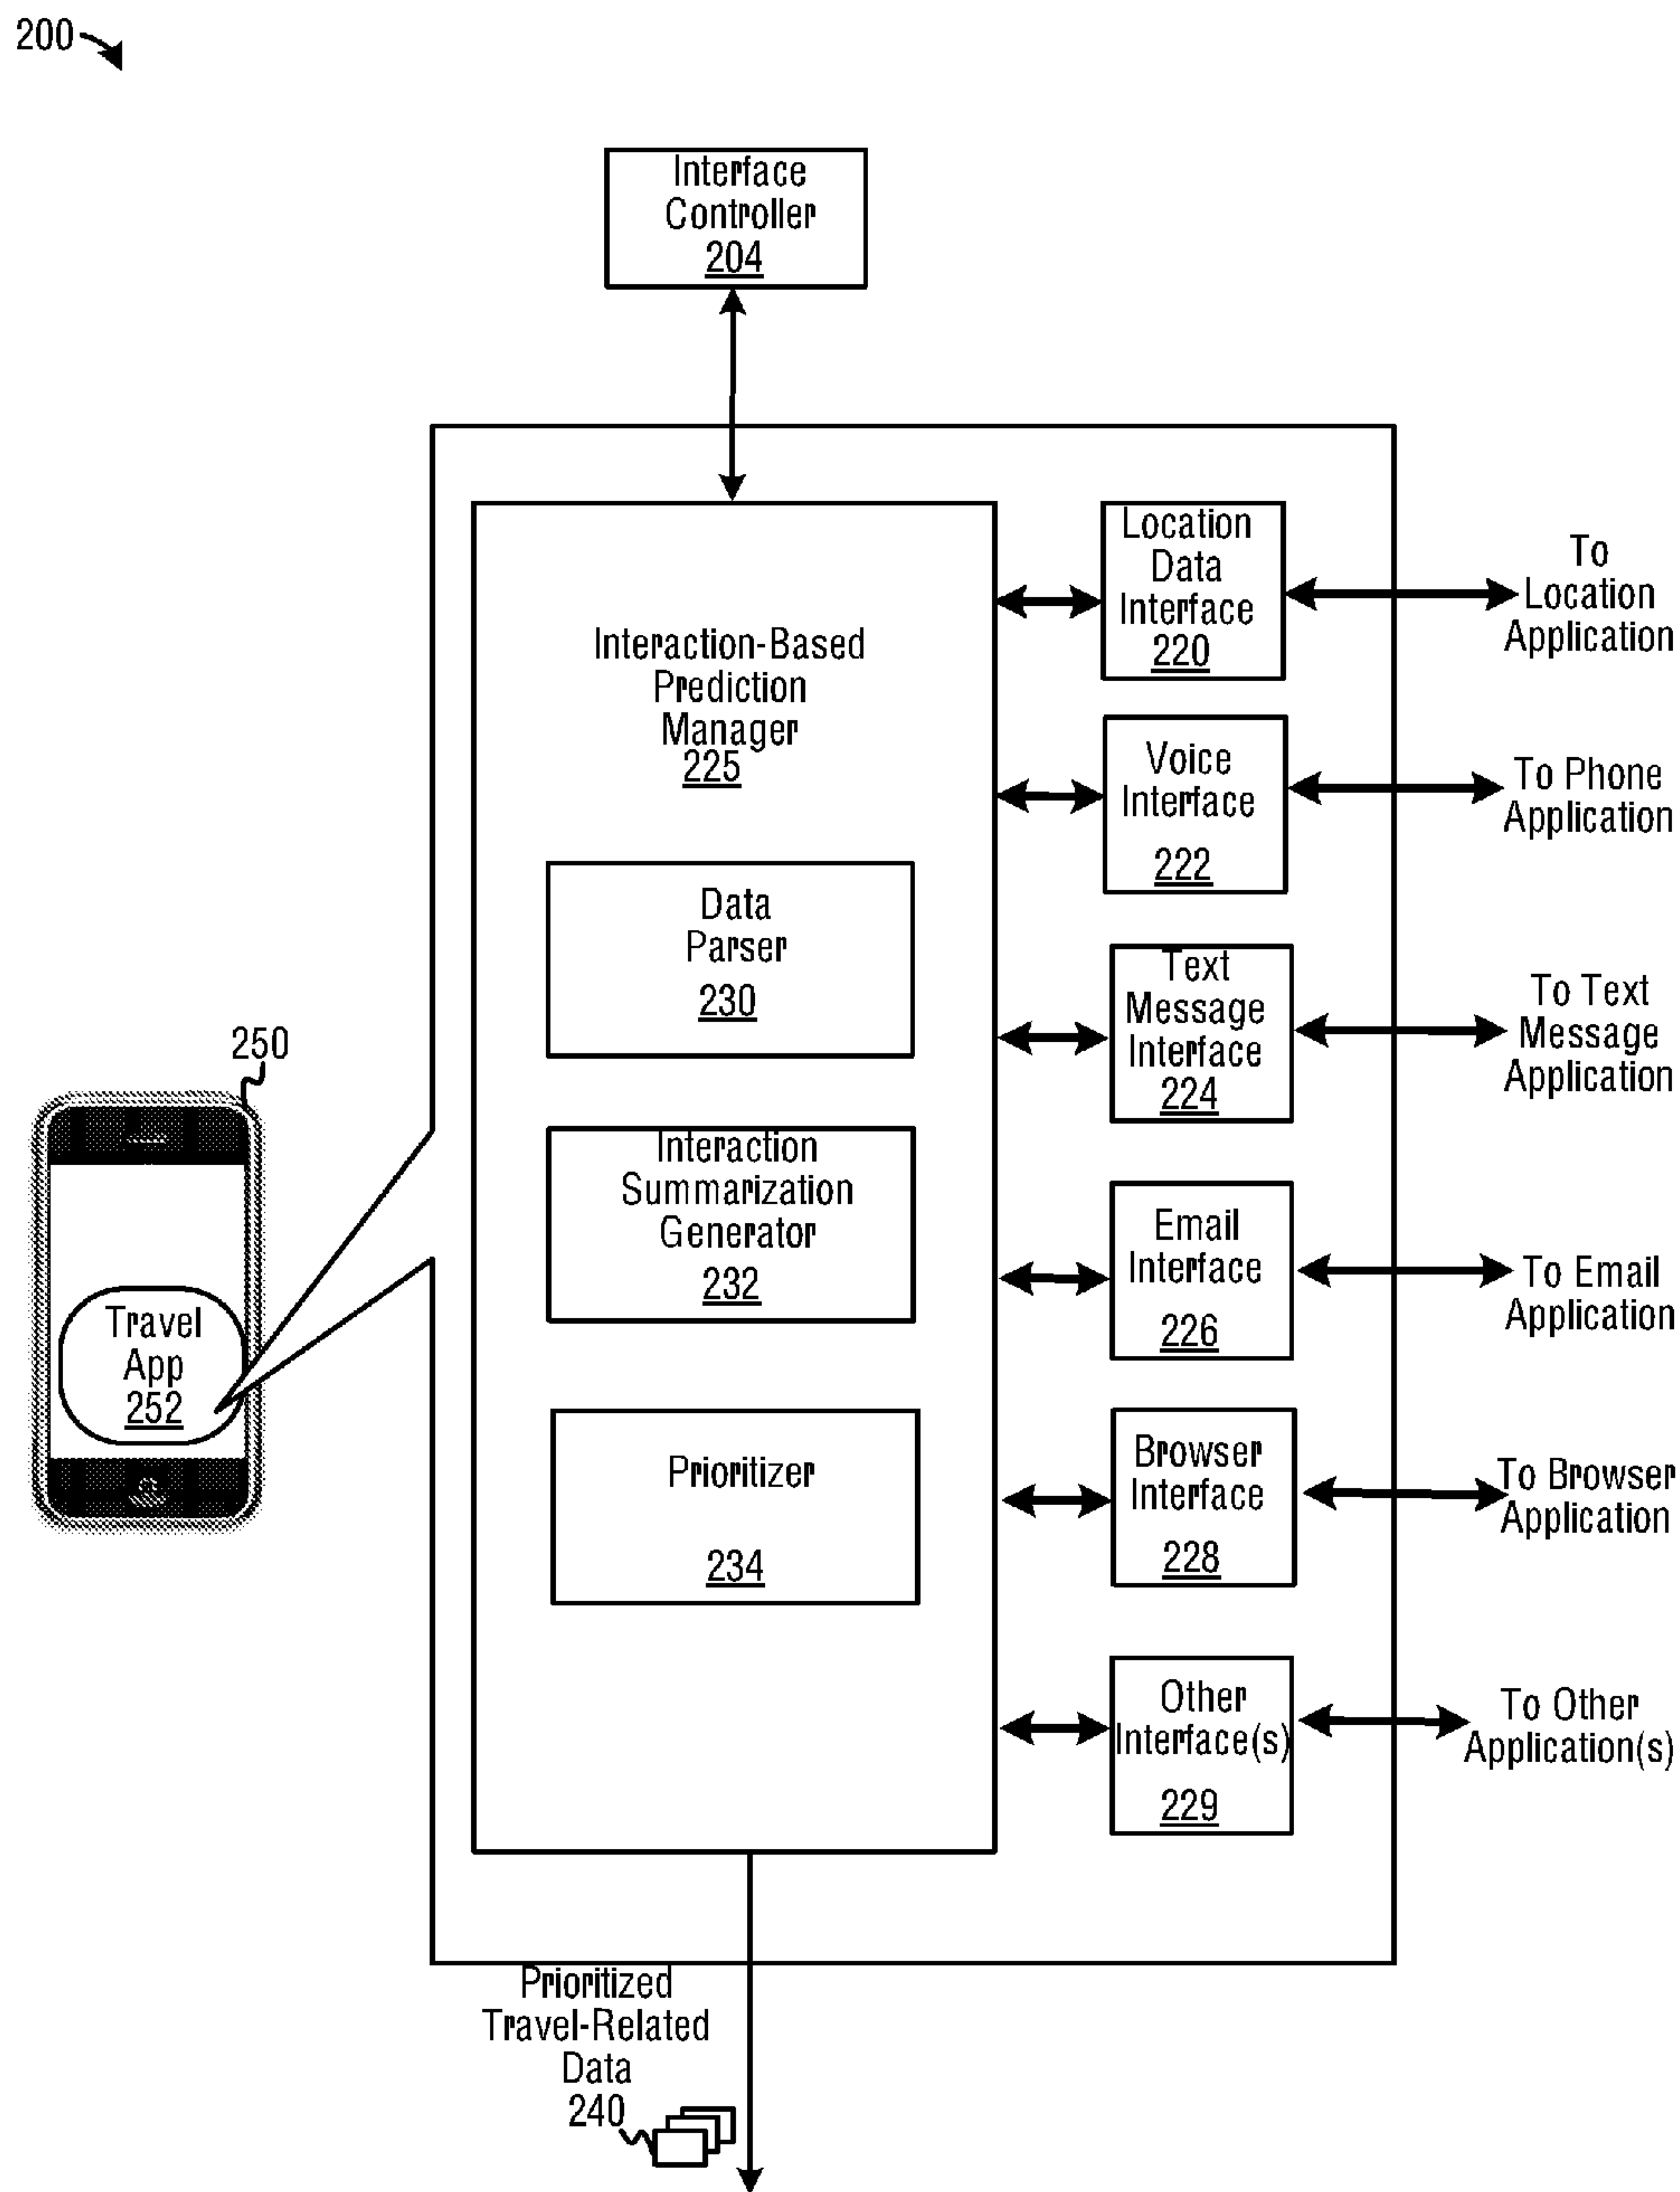 200
Interface
Controller
204
Interaction-Based
Prediction
Manager
225
Data
Parser
230
Interaction
Summarization
Generator
232
Prioritizer
234
Location
Data
Interface
220
To
Location
Application
Voice
Interface
222
To Phone
Application
Text
Message
Interface
224
To Text
Message
Application
Email
Interface
226
To Email
Application
Browser
Interface
228
To Browser
Application
Other
Interface(s)
229
To Other
Application(s)
250
Travel
App
252
Prioritized
Travel-Related
Data
240